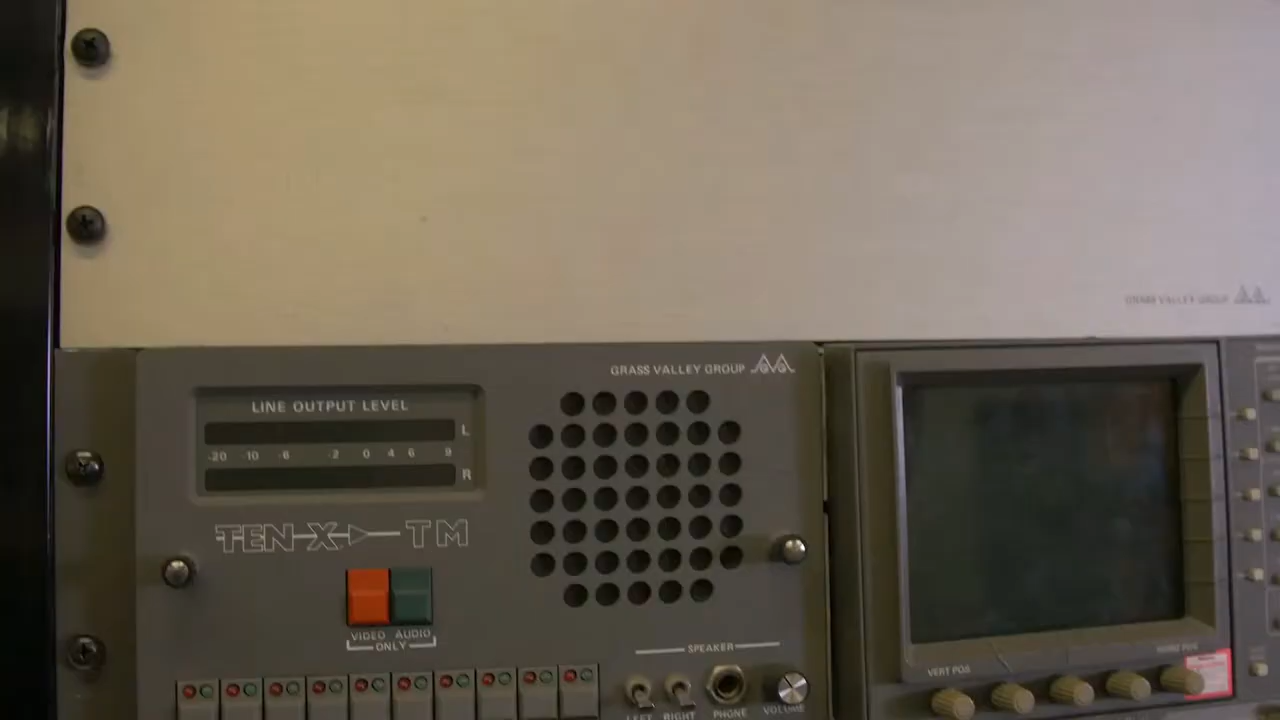 GRASS VALLEY GROUP
GRASS VALLEY GROUP
LINE OUTPUT LEVEL
L
-20 -10 -6 -2 0 4 6 9
R
TEN-X TM
VIDEO AUDIO
ONLY
SPEAKER
LEFT RIGHT PHONE VOLUME
VERT POS